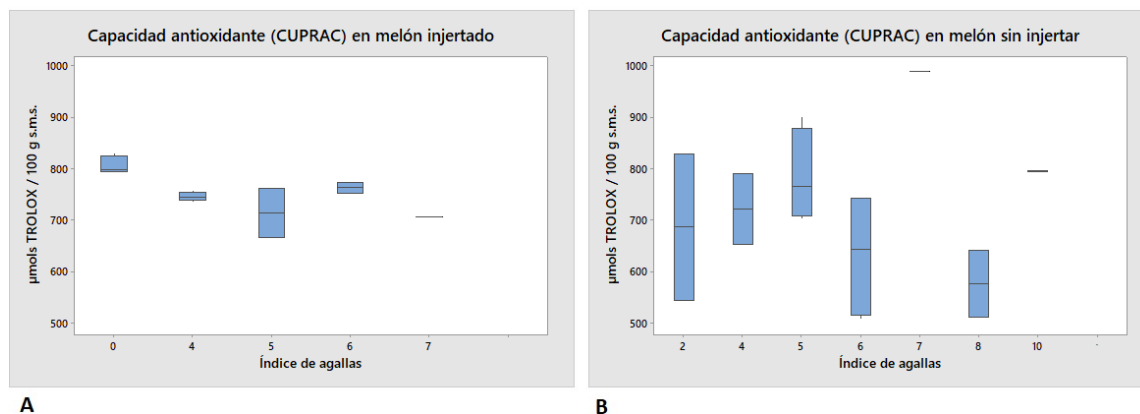 Capacidad antioxidante (CUPRAC) en melón injertado
µmols TROLOX / 100 g s.m.s.
1000
900
800
700
600
500
0 4 5 6 7
Índice de agallas
A
Capacidad antioxidante (CUPRAC) en melón sin injertar
µmols TROLOX / 100 g s.m.s.
1000
900
800
700
600
500
2 4 5 6 7 8 10
Índice de agallas
B